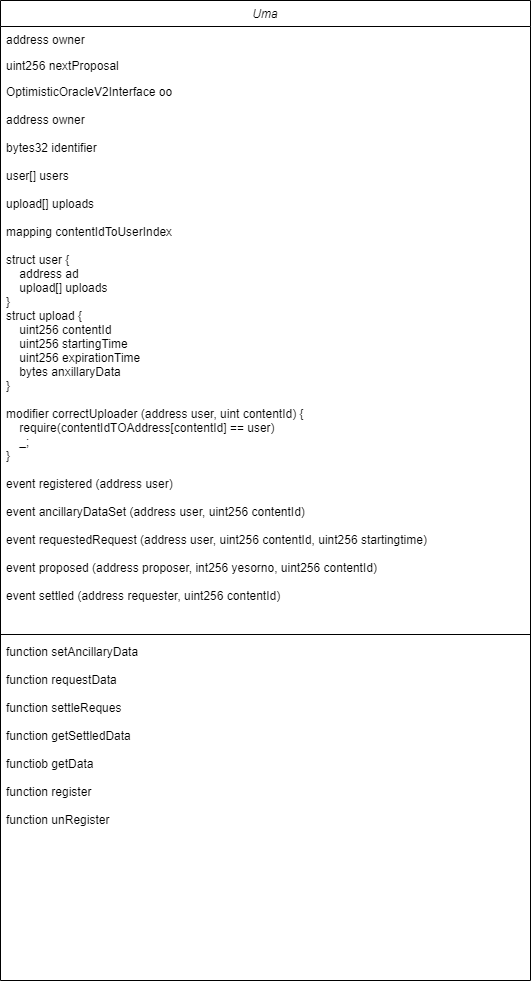 Uma
address owner
uint256 nextProposal
OptimisticOracleV2Interface oo
address owner
bytes32 identifier
user[] users
upload[] uploads
mapping contentIdToUserIndex
struct user {
address ad
upload[] uploads
}
struct upload {
uint256 contentId
uint256 startingTime
uint256 expirationTime
bytes anxillaryData
}
modifier correctUploader (address user, uint contentId) {
require(contentIdTOAddress[contentId] == user)
_;
}
event registered (address user)
event ancillaryDataSet (address user, uint256 contentId)
event requestedRequest (address user, uint256 contentId, uint256 startingtime)
event proposed (address proposer, int256 yesorno, uint256 contentId)
event settled (address requester, uint256 contentId)
function setAncillaryData
function requestData
function settleReques
function getSettledData
functiob getData
function register
function unRegister